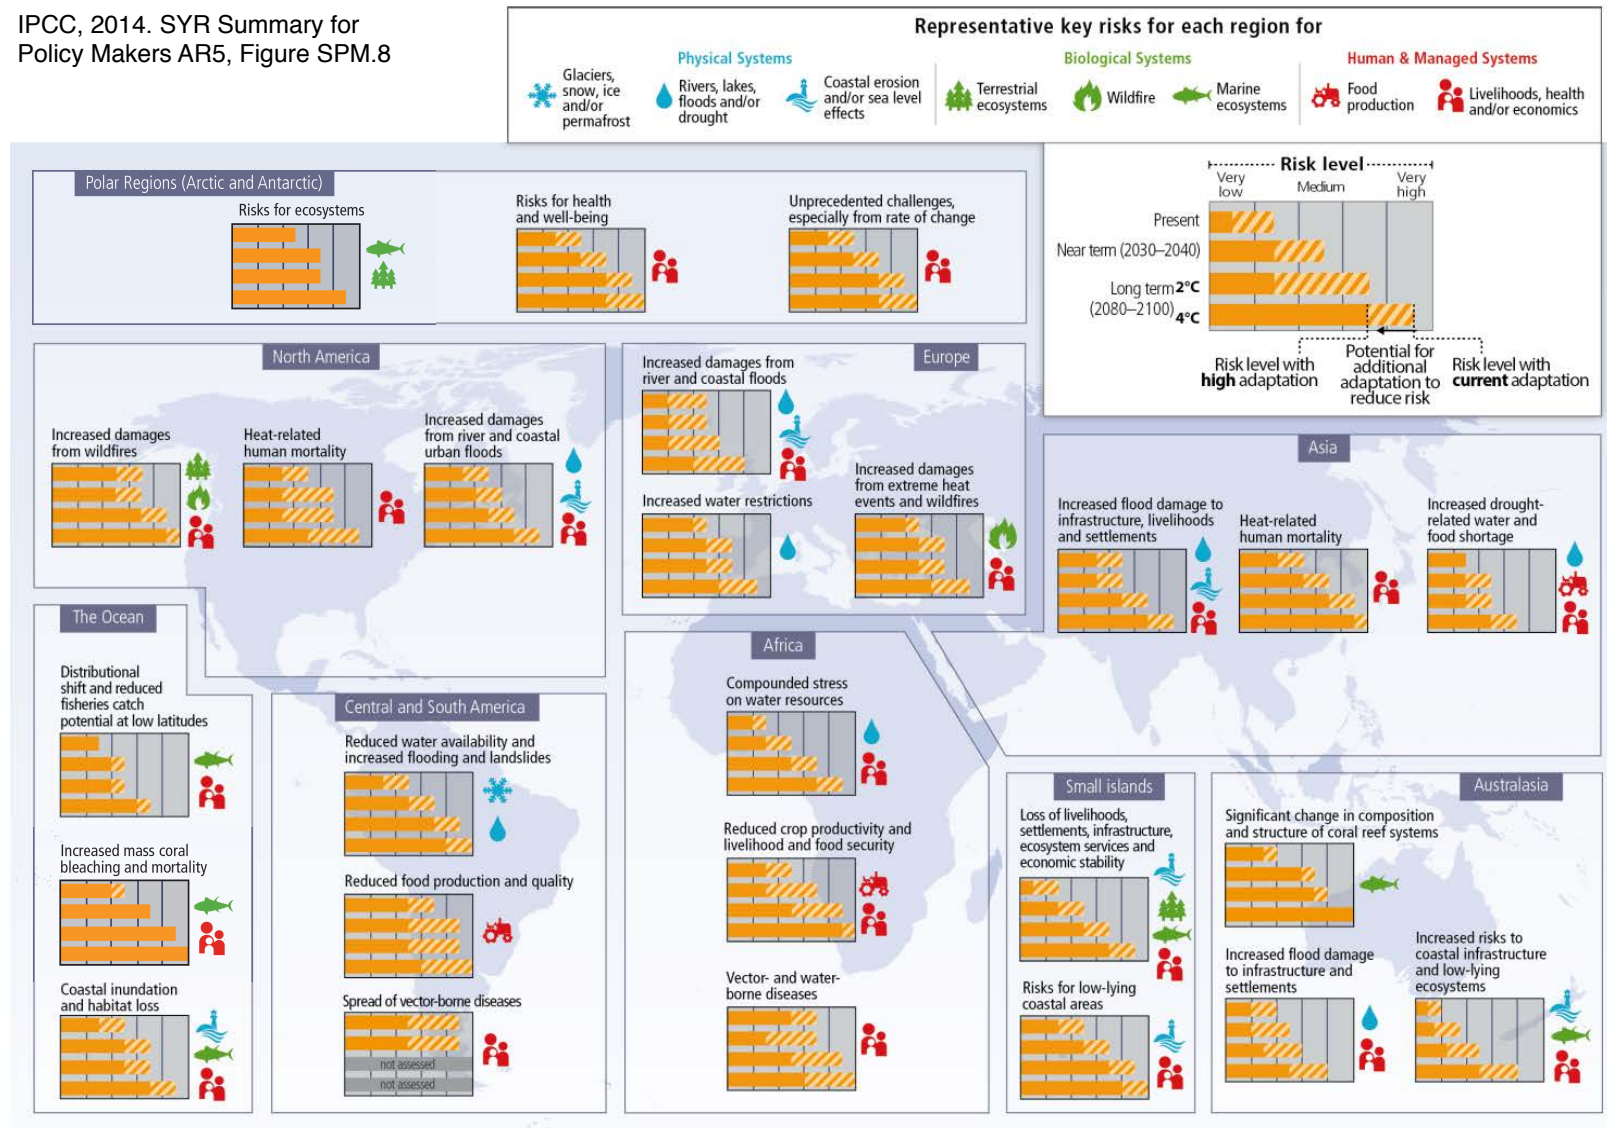 IPCC, 2014. SYR Summary for
Policy Makers AR5, Figure SPM.8
Representative key risks for each region for
Physical Systems
Biological Systems
Human & Managed Systems
Glaciers,
snow, ice
and/or
permafrost
Rivers, lakes,
floods and/or
drought
Coastal erosion
and/or sea level
effects
Terrestrial
ecosystems
Wildfire
Marine
ecosystems
Food
production
Livelihoods, health
and/or economics
Risk level
Very
low
Medium
Very
high
Present
Near term (2030–2040)
Long term 2°C
(2080–2100)
4°C
Risk level with
high adaptation
Potential for
additional
adaptation to
reduce risk
Risk level with
current adaptation
Polar Regions (Arctic and Antarctic)
Risks for ecosystems
Risks for health
and well-being
Unprecedented challenges,
especially from rate of change
North America
Increased damages
from wildfires
Heat-related
human mortality
Increased damages
from river and coastal
urban floods
Europe
Increased damages from
river and coastal floods
Increased water restrictions
Increased damages
from extreme heat
events and wildfires
Asia
Increased flood damage to
infrastructure, livelihoods
and settlements
Heat-related
human mortality
Increased drought-
related water and
food shortage
The Ocean
Distributional
shift and reduced
fisheries catch
potential at low latitudes
Increased mass coral
bleaching and mortality
Coastal inundation
and habitat loss
Central and South America
Reduced water availability and
increased flooding and landslides
Reduced food production and quality
Spread of vector-borne diseases
not assessed
not assessed
Africa
Compounded stress
on water resources
Reduced crop productivity and
livelihood and food security
Vector- and water-
borne diseases
Small islands
Loss of livelihoods,
settlements, infrastructure,
ecosystem services and
economic stability
Risks for low-lying
coastal areas
Australasia
Significant change in composition
and structure of coral reef systems
Increased flood damage
to infrastructure and
settlements
Increased risks to
coastal infrastructure
and low-lying
ecosystems